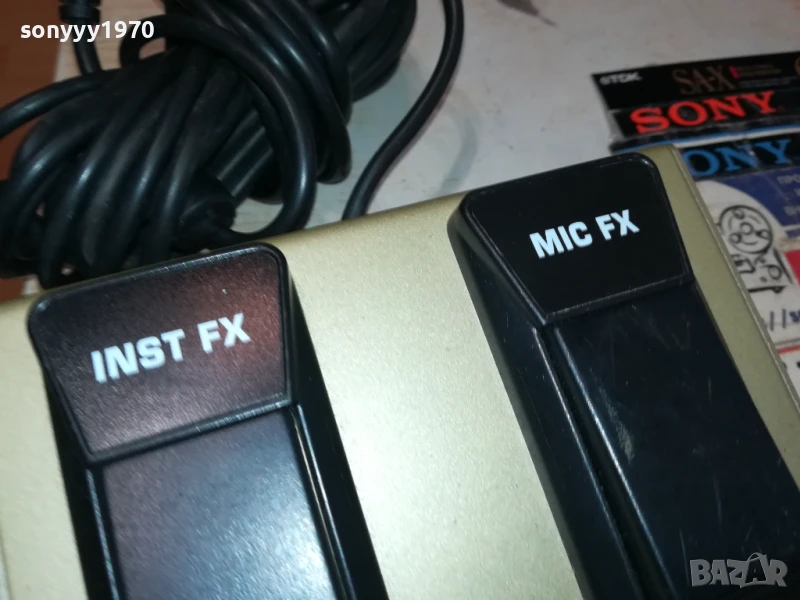 sonyyy1970
TDK SA-X
SONY
SONY
INST FX
MIC FX
BAZAR